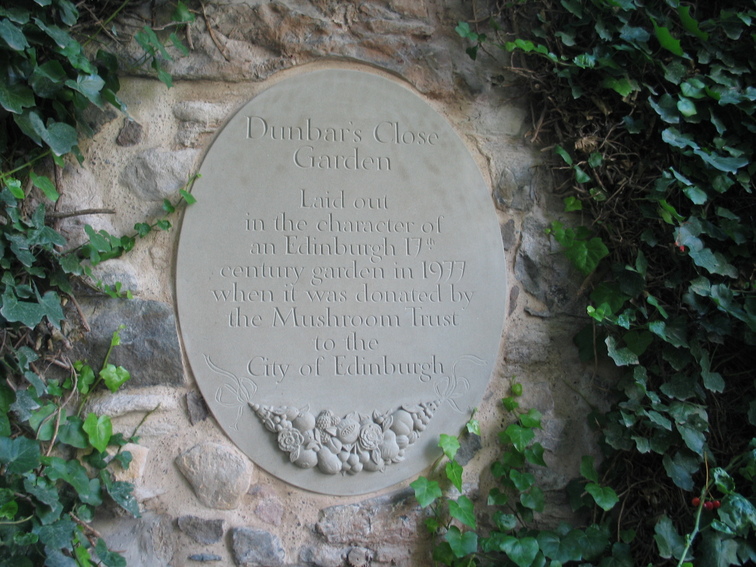 Dunbar's Close
Garden
Laid out
in the character of
an Edinburgh 17th
century garden in 1977
when it was donated by
the Mushroom Trust
to the
City of Edinburgh